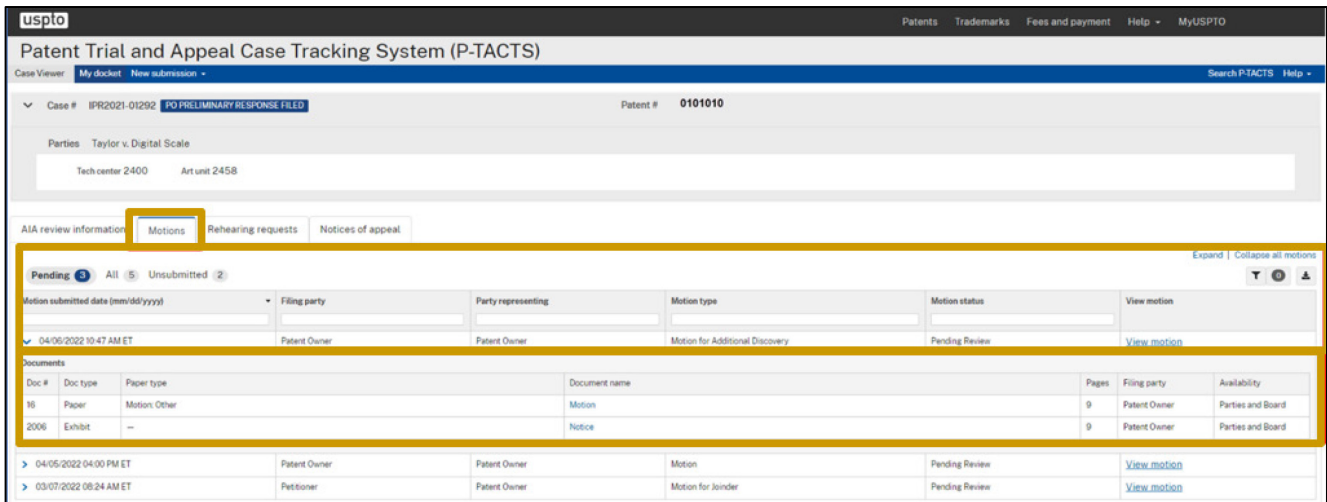 uspto Patents Trademarks Fees and payment Help MyUSPTO
Patent Trial and Appeal Case Tracking System (P-TACTS)
Case Viewer My docket New submission Search P-TACTS Help
Case # IPR2021-01292 PO PRELIMINARY RESPONSE FILED Patent # 0101010
Parties Taylor v. Digital Scale
Tech center 2400 Art unit 2458
AIA review information Motions Rehearing requests Notices of appeal
Expand | Collapse all motions
Pending 3 All 5 Unsubmitted 2 0
Motion submitted date (mm/dd/yyyy) Filing party Party representing Motion type Motion status View motion
04/06/2022 10:47 AM ET Patent Owner Patent Owner Motion for Additional Discovery Pending Review View motion
Documents
Doc # Doc type Paper type Document name Pages Filing party Availability
16 Paper Motion: Other Motion 9 Patent Owner Parties and Board
2006 Exhibit — Notice 9 Patent Owner Parties and Board
04/05/2022 04:00 PM ET Patent Owner Patent Owner Motion Pending Review View motion
03/07/2022 08:24 AM ET Petitioner Patent Owner Motion for Joinder Pending Review View motion